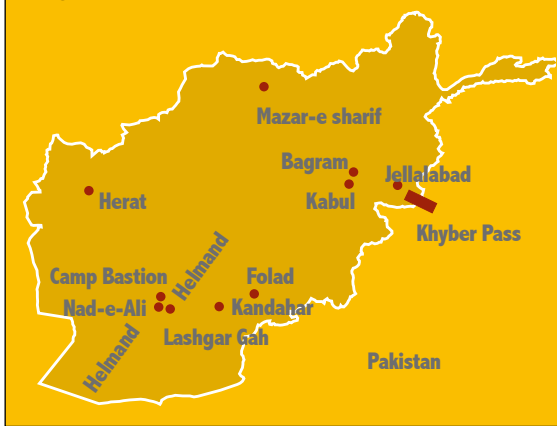 Mazar-e sharif
Bagram
Jellalabad
Herat
Kabul
Khyber Pass
Helmand
Camp Bastion
Folad
Nad-e-Ali
Kandahar
Lashgar Gah
Helmand
Pakistan